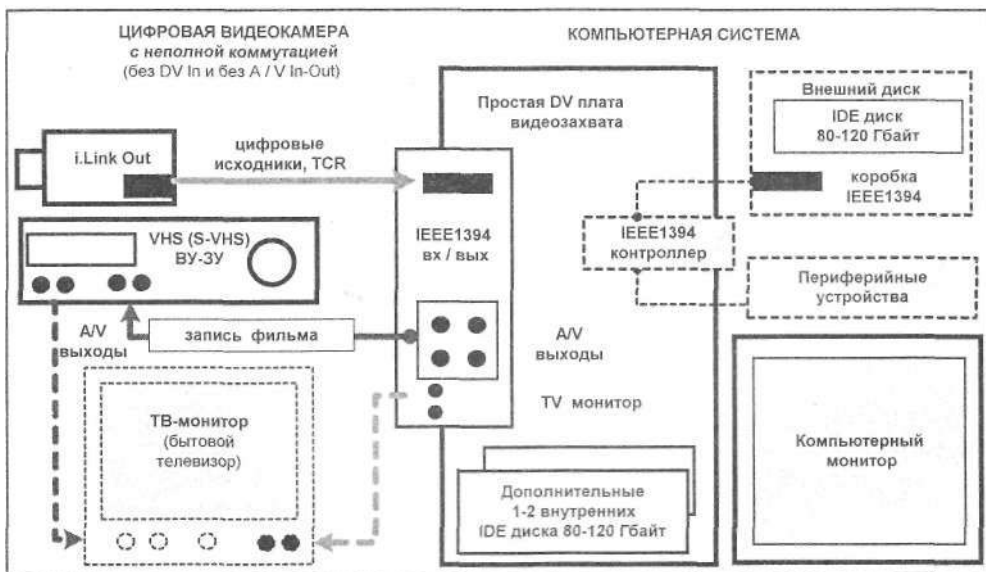 ЦИФРОВАЯ ВИДЕОКАМЕРА
с неполной коммутацией
(без DV In и без A / V In-Out)
КОМПЬЮТЕРНАЯ СИСТЕМА
Простая DV плата
видеозахвата
Внешний диск
IDE диск
80-120 Гбайт
коробка
IEEE1394
i.Link Out
цифровые
исходники, TCR
IEEE1394
вх / вых
IEEE1394
контроллер
VHS (S-VHS)
ВУ-ЗУ
Периферийные
устройства
A/V
выходы
запись фильма
A/V
выходы
TV монитор
ТВ-монитор
(бытовой
телевизор)
Компьютерный
монитор
Дополнительные
1-2 внутренних
IDE диска 80-120 Гбайт